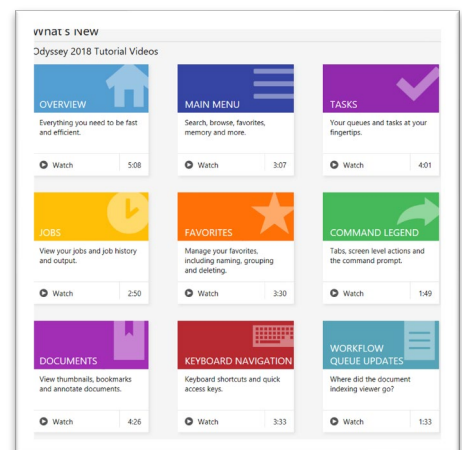 What's New
Odyssey 2018 Tutorial Videos
OVERVIEW
Everything you need to be fast
and efficient.
Watch 5:08
MAIN MENU
Search, browse, favorites,
memory and more.
Watch 3:07
TASKS
Your queues and tasks at your
fingertips.
Watch 4:01
JOBS
View your jobs and job history
and output.
Watch 2:50
FAVORITES
Manage your favorites,
including naming, grouping
and deleting.
Watch 3:30
COMMAND LEGEND
Tabs, screen level actions and
the command prompt.
Watch 1:49
DOCUMENTS
View thumbnails, bookmarks
and annotate documents.
Watch 4:26
KEYBOARD NAVIGATION
Keyboard shortcuts and quick
access keys.
Watch 3:33
WORKFLOW
QUEUE UPDATES
Where did the document
indexing viewer go?
Watch 1:33